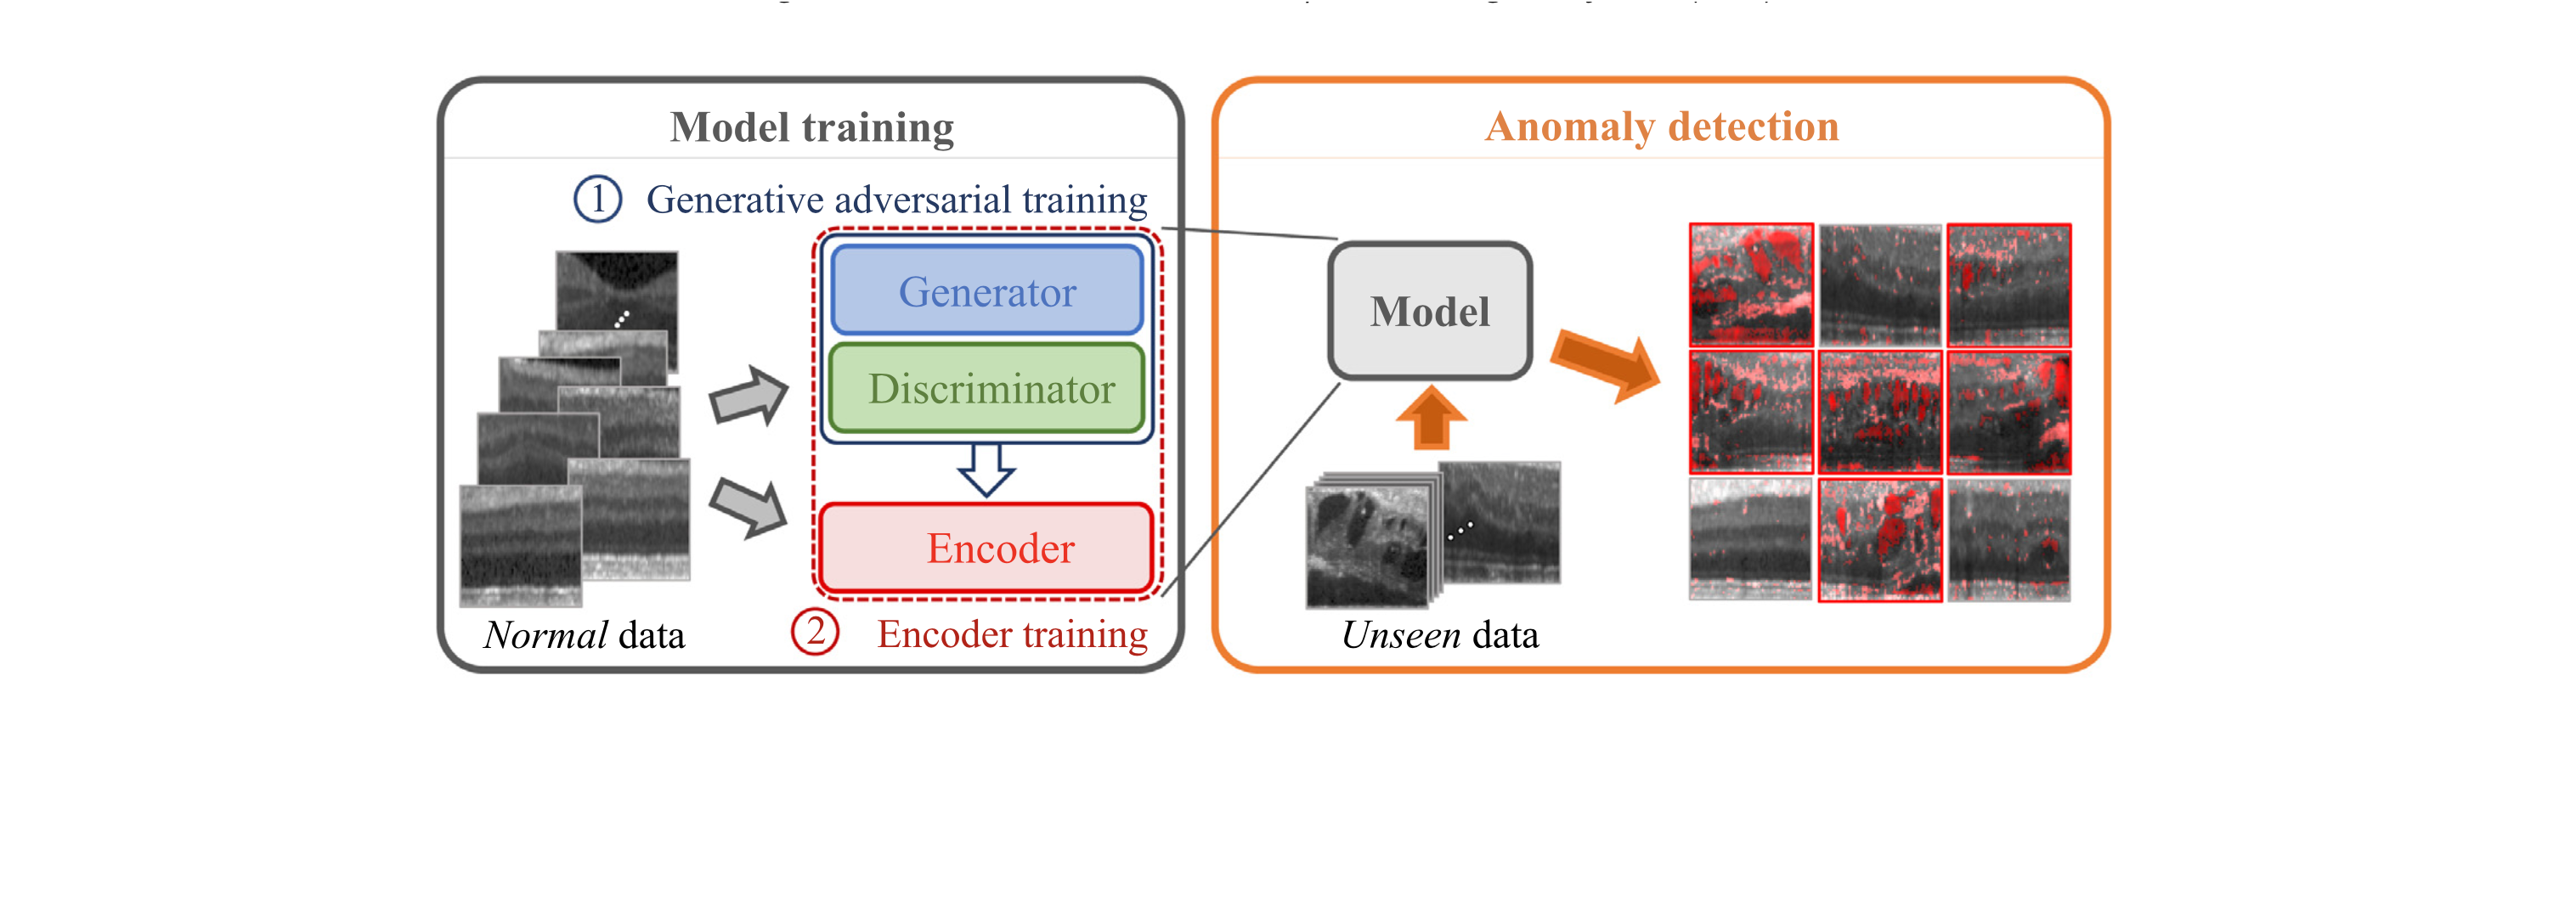 Model training
① Generative adversarial training
Generator
Discriminator
Encoder
Normal data
② Encoder training
Anomaly detection
Model
Unseen data